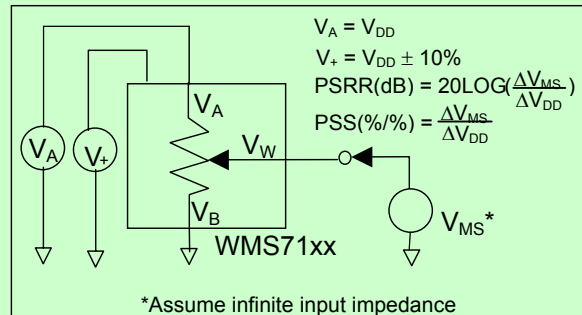 V_A = V_DD
V_+ = V_DD ± 10%
PSRR(dB) = 20LOG(ΔV_MS/ΔV_DD)
PSS(%/%) = ΔV_MS/ΔV_DD
V_A
V_W
V_B
V_A
V+
V_MS*
WMS71xx
*Assume infinite input impedance